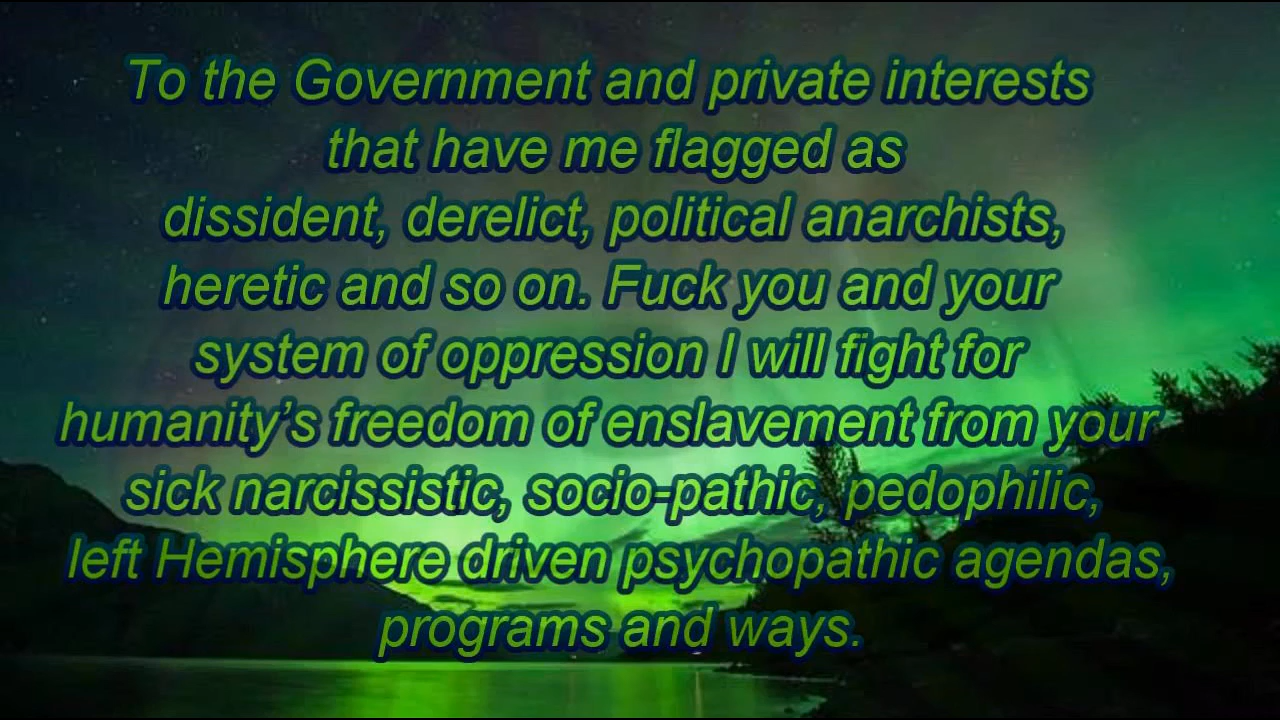 To the Government and private interests
that have me flagged as
dissident, derelict, political anarchists,
heretic and so on. Fuck you and your
system of oppression I will fight for
humanity’s freedom of enslavement from your
sick narcissistic, socio-pathic, pedophilic,
left Hemisphere driven psychopathic agendas,
programs and ways.